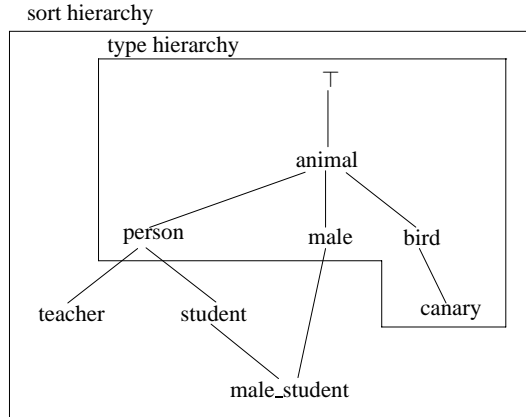 sort hierarchy
type hierarchy
⊤
animal
person male bird
teacher student canary
male_student